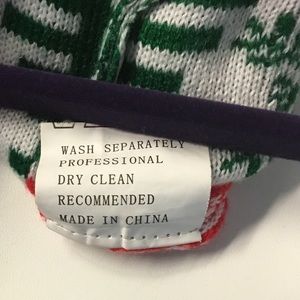 WASH SEPARATELY
PROFESSIONAL
DRY CLEAN
RECOMMENDED
MADE IN CHINA